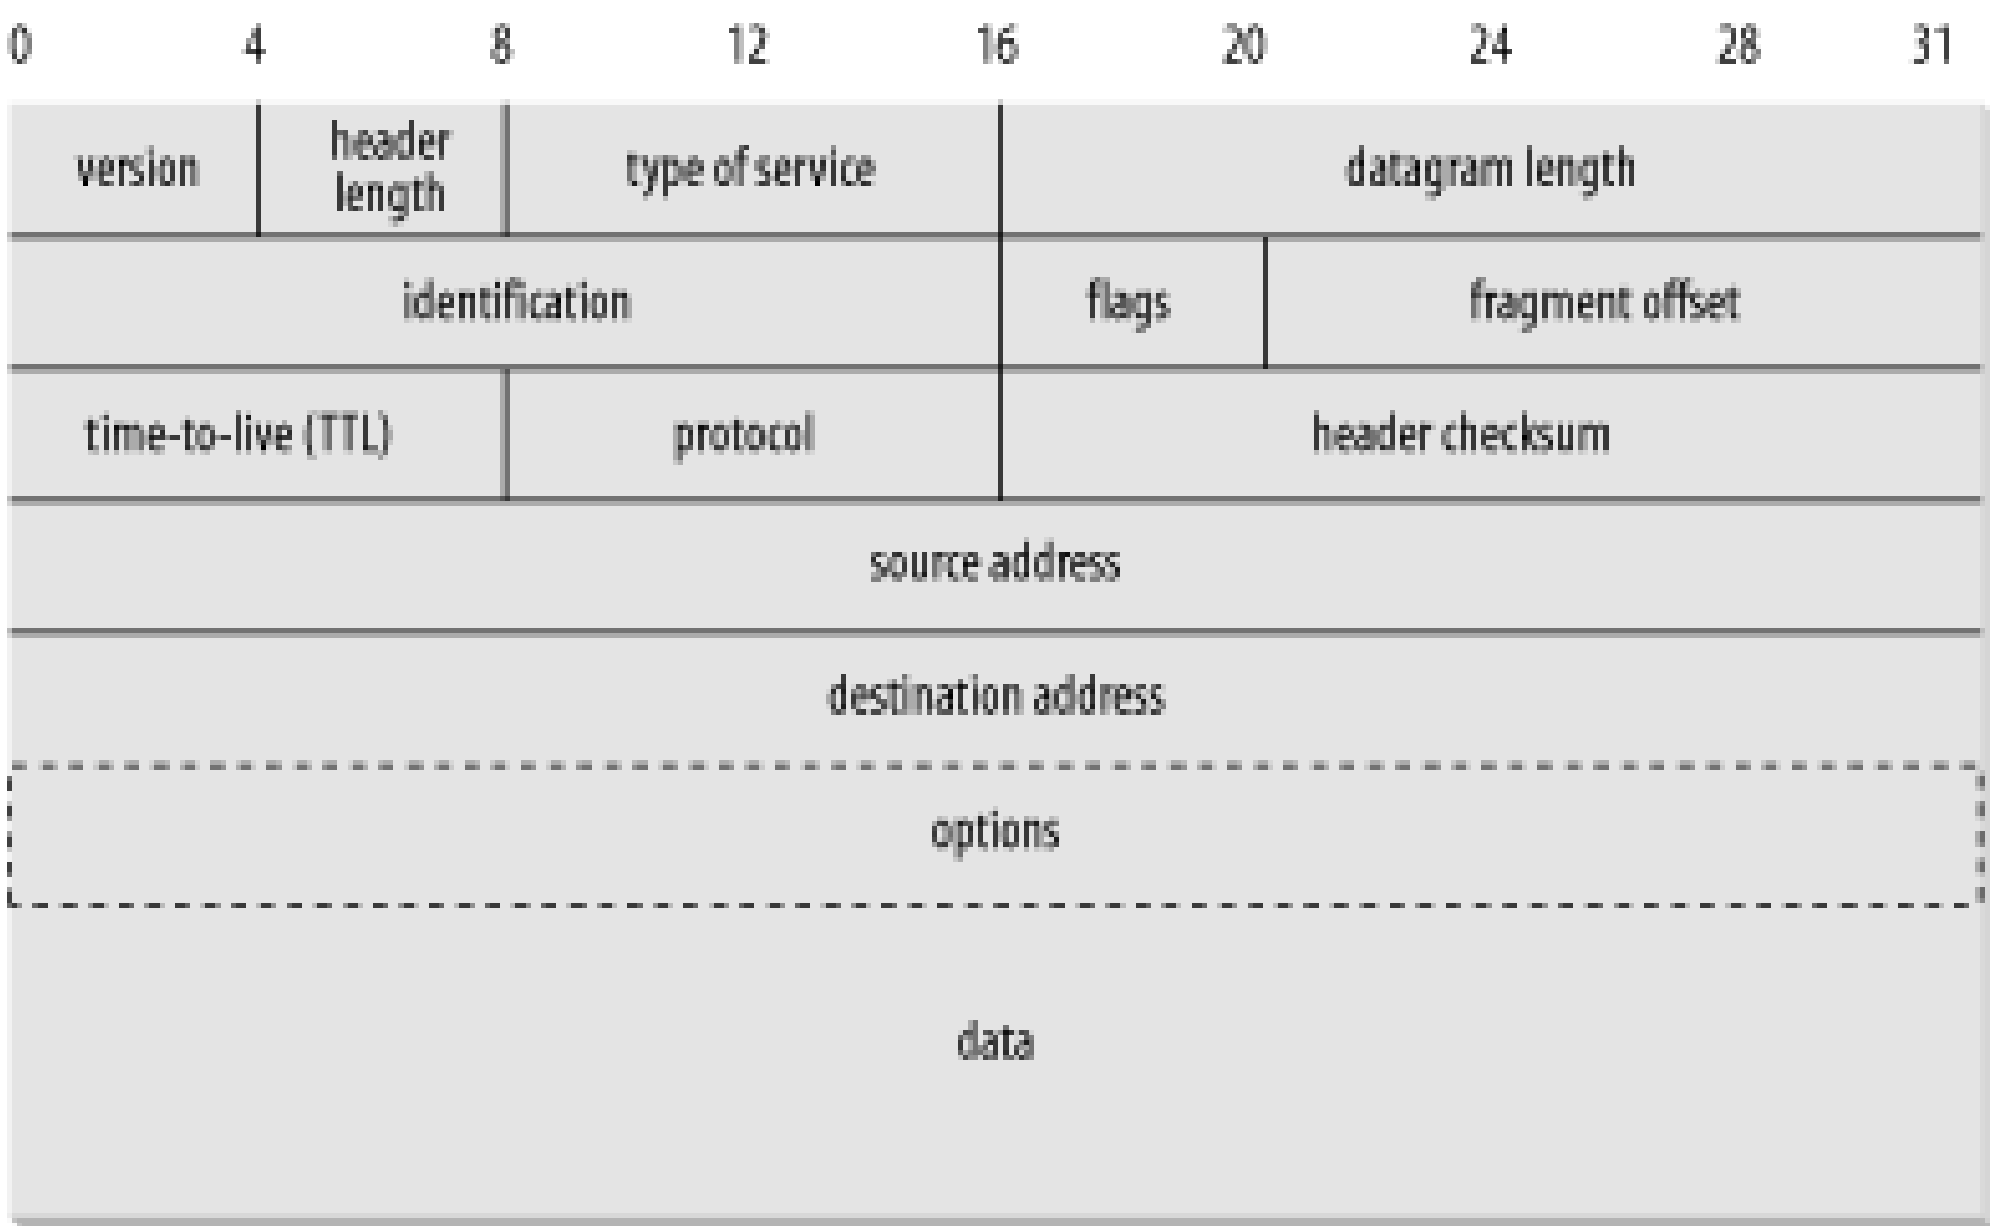 0 4 8 12 16 20 24 28 31
version header length type of service datagram length
identification flags fragment offset
time-to-live (TTL) protocol header checksum
source address
destination address
options
data